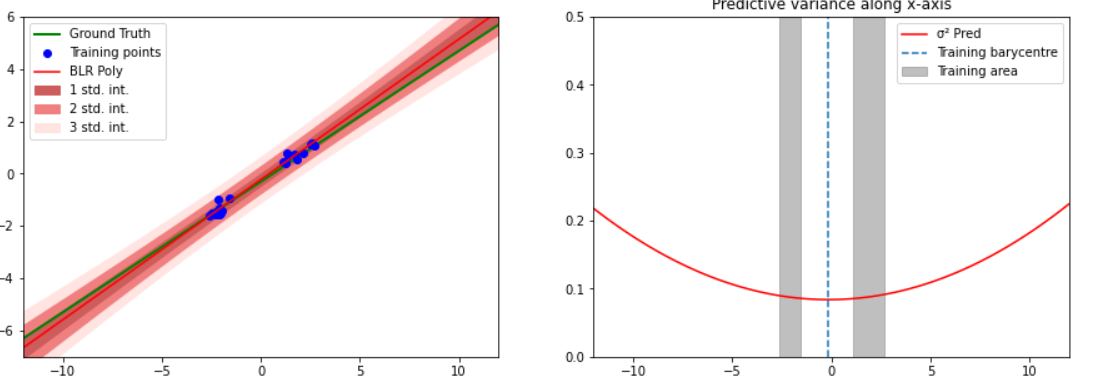 6
4
2
0
−2
−4
−6
−10
−5
0
5
10
Ground Truth
Training points
BLR Poly
1 std. int.
2 std. int.
3 std. int.
Predictive variance along x-axis
0.5
0.4
0.3
0.2
0.1
0.0
−10
−5
0
5
10
σ² Pred
Training barycentre
Training area